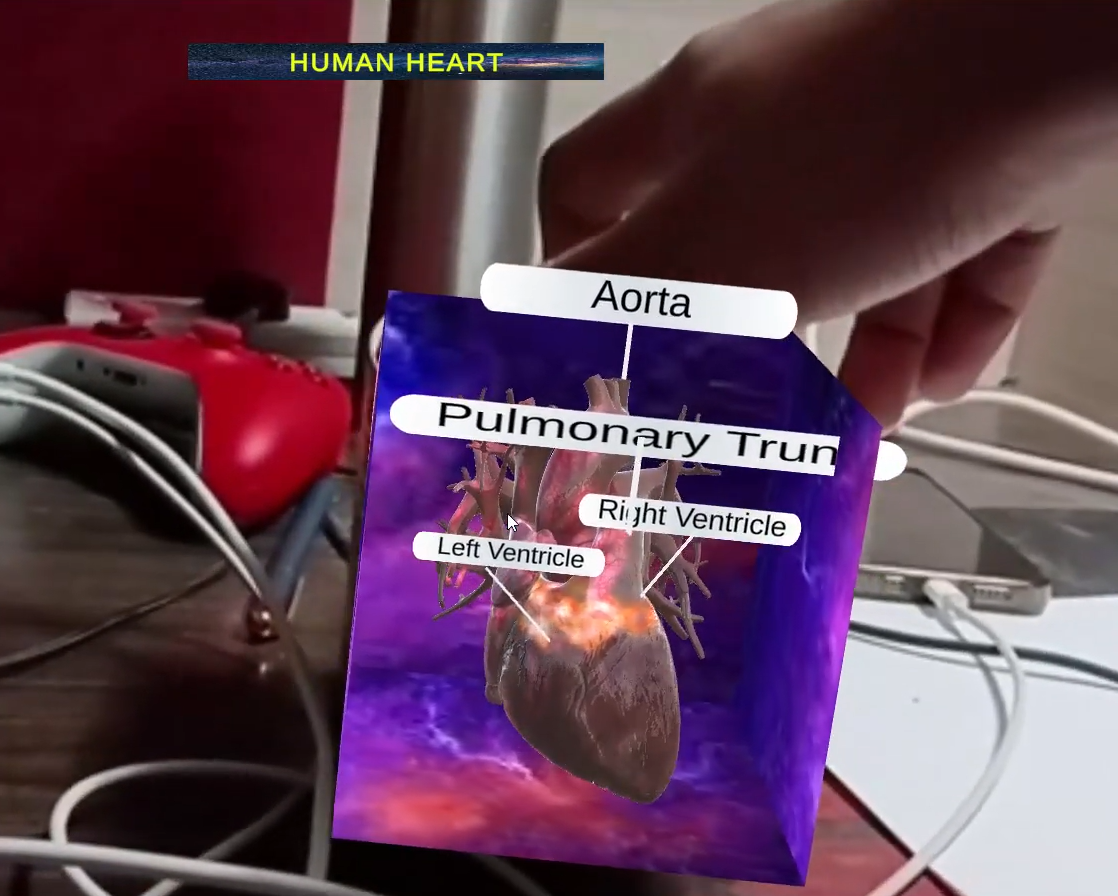 HUMAN HEART
Aorta
Pulmonary Trun
Right Ventricle
Left Ventricle